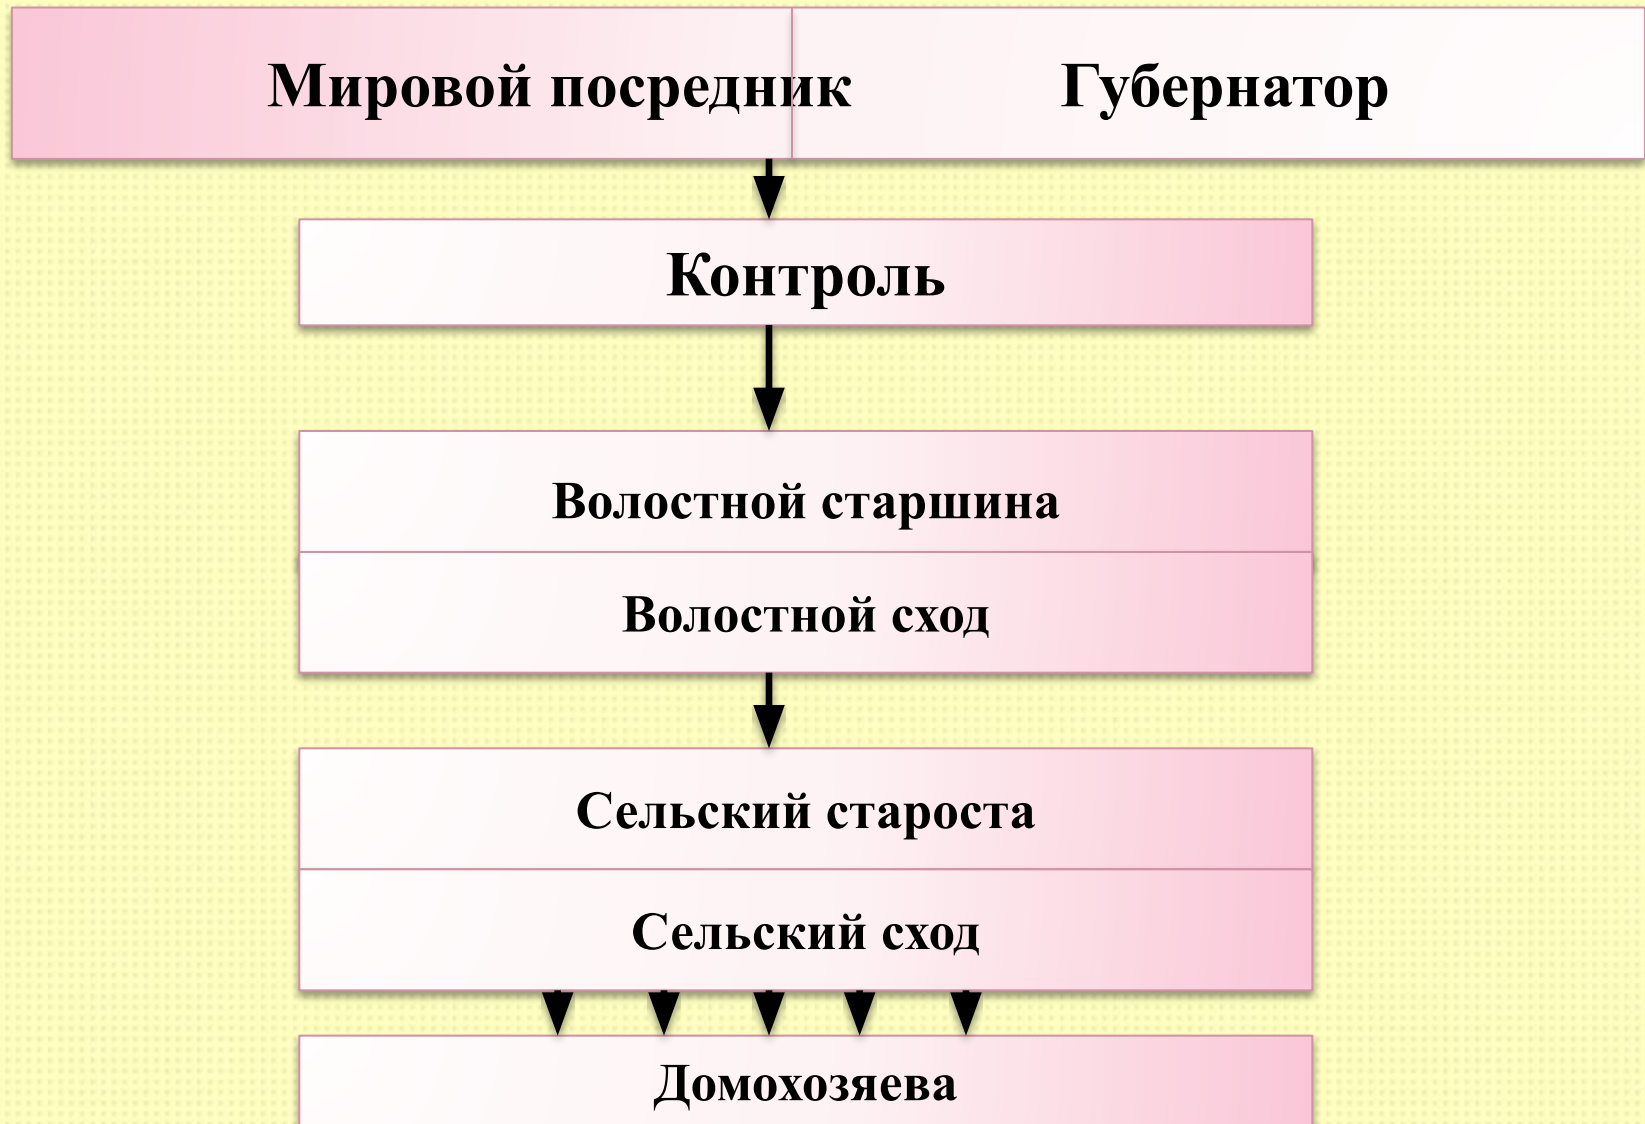 Мировой посредник Губернатор
Контроль
Волостной старшина
Волостной сход
Сельский староста
Сельский сход
Домохозяева